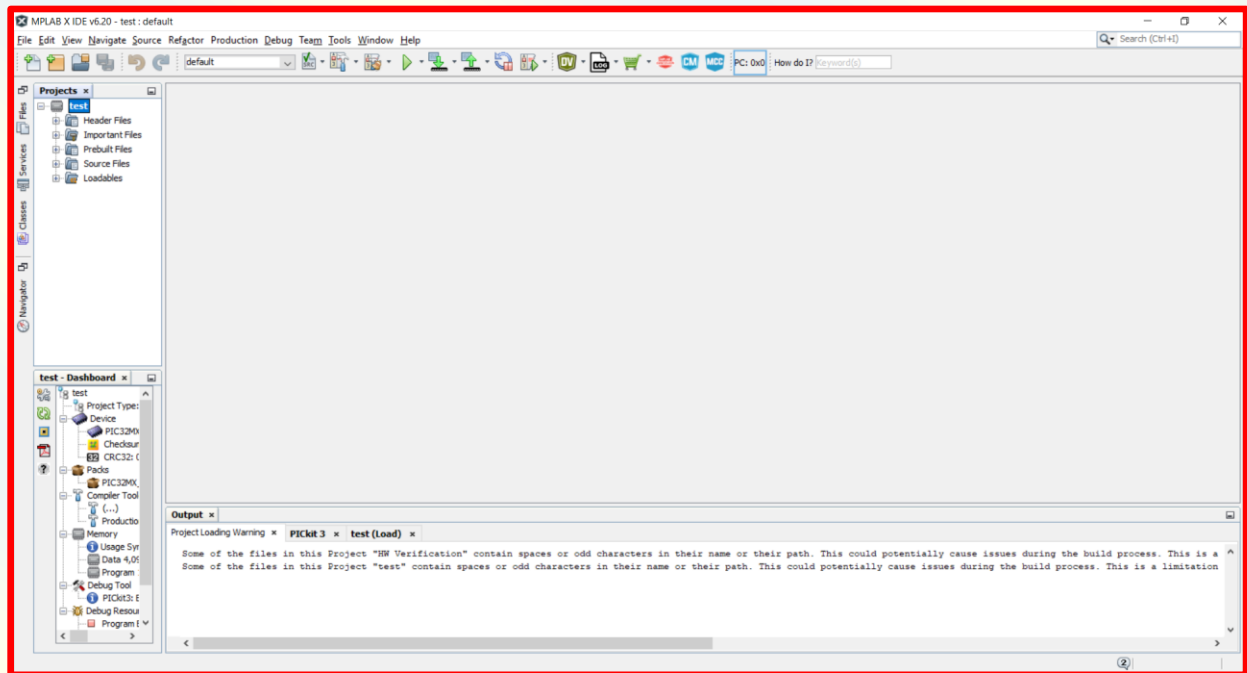 MPLAB X IDE v6.20 - test : default
File Edit View Navigate Source Refactor Production Debug Team Tools Window Help
Search (Ctrl+I)
default
DV
LOG
CM
MCC
PC: 0x0
How do I?
Keyword(s)
Files
Services
Classes
Navigator
Projects
test
Header Files
Important Files
Prebuilt Files
Source Files
Loadables
test - Dashboard
test
Project Type:
Device
PIC32MX
Checksur
CRC32: (
Packs
PIC32MX_
Compiler Tool
(...)
Productio
Memory
Usage Syr
Data 4,09
Program
Debug Tool
PICkit3: E
Debug Resou
Program E
Output
Project Loading Warning
PICkit 3
test (Load)
Some of the files in this Project "HW Verification" contain spaces or odd characters in their name or their path. This could potentially cause issues during the build process. This is a
Some of the files in this Project "test" contain spaces or odd characters in their name or their path. This could potentially cause issues during the build process. This is a limitation
2